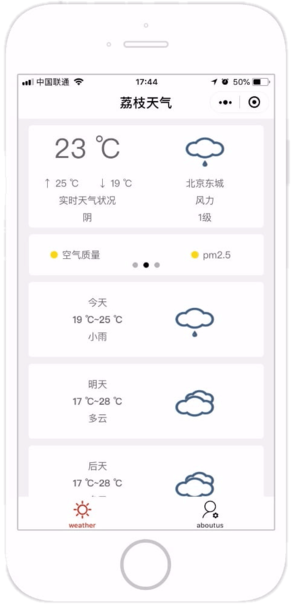 中国联通 17:44 50%
荔枝天气
23 ℃
↑ 25 ℃ ↓ 19 ℃ 北京东城
实时天气状况 风力
阴 1级
空气质量 pm2.5
今天
19 ℃~25 ℃
小雨
明天
17 ℃~28 ℃
多云
后天
17 ℃~28 ℃
weather aboutus